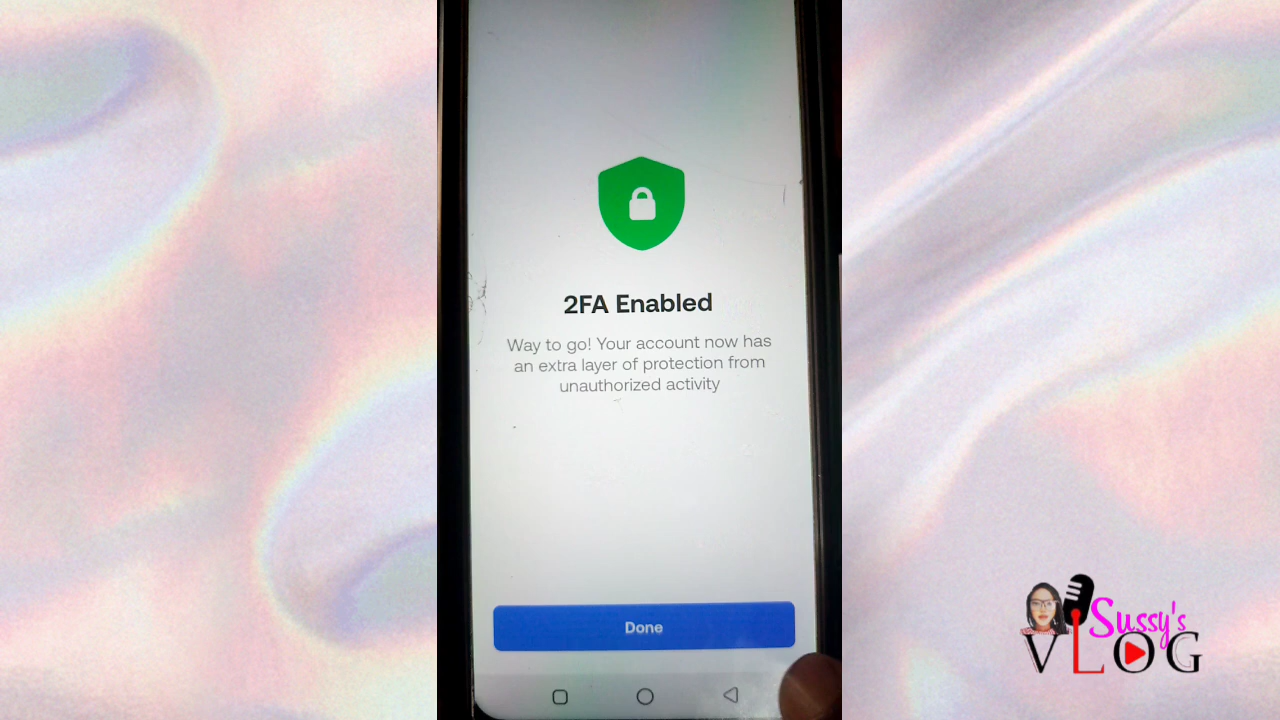 2FA Enabled
Way to go! Your account now has
an extra layer of protection from
unauthorized activity
Done
Sussy's
VLOG